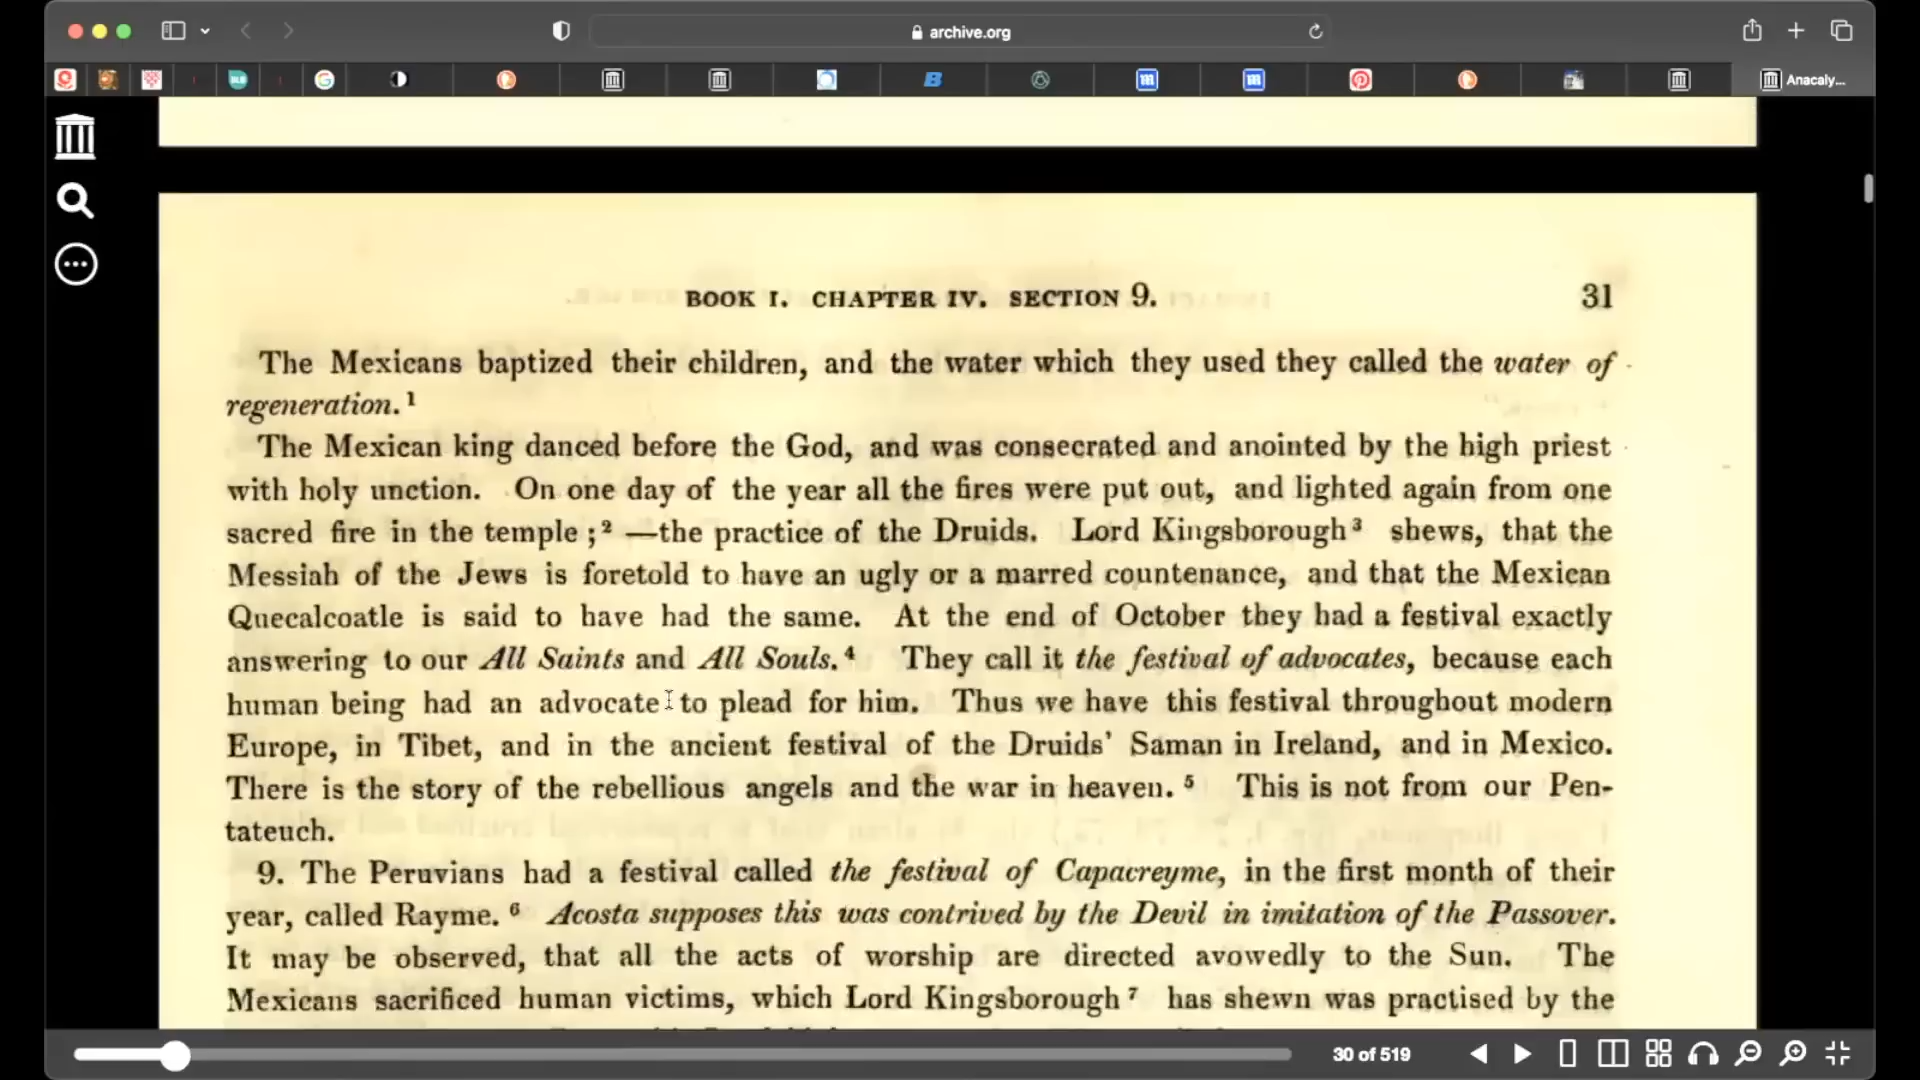 archive.org
BLB
B
m
m
Anacaly...
BOOK I. CHAPTER IV. SECTION 9.
31
The Mexicans baptized their children, and the water which they used they called the water of
regeneration. 1
The Mexican king danced before the God, and was consecrated and anointed by the high priest
with holy unction. On one day of the year all the fires were put out, and lighted again from one
sacred fire in the temple ; 2 —the practice of the Druids. Lord Kingsborough 3 shews, that the
Messiah of the Jews is foretold to have an ugly or a marred countenance, and that the Mexican
Quecalcoatle is said to have had the same. At the end of October they had a festival exactly
answering to our All Saints and All Souls. 4 They call it the festival of advocates, because each
human being had an advocate to plead for him. Thus we have this festival throughout modern
Europe, in Tibet, and in the ancient festival of the Druids' Saman in Ireland, and in Mexico.
There is the story of the rebellious angels and the war in heaven. 5 This is not from our Pen-
tateuch.
9. The Peruvians had a festival called the festival of Capacreyme, in the first month of their
year, called Rayme. 6 Acosta supposes this was contrived by the Devil in imitation of the Passover.
It may be observed, that all the acts of worship are directed avowedly to the Sun. The
Mexicans sacrificed human victims, which Lord Kingsborough 7 has shewn was practised by the
30 of 519